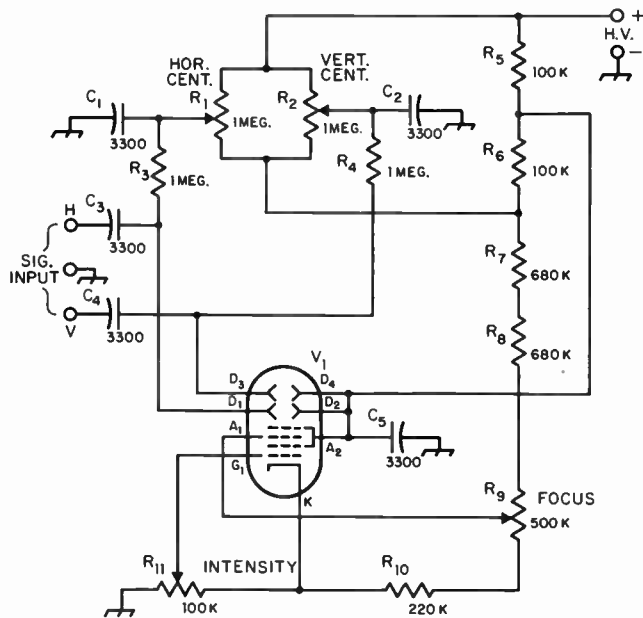 +
H.V.
−
HOR.
CENT.
VERT.
CENT.
R5
100K
C1
3300
R1
1MEG.
R2
1MEG.
C2
3300
R3
1MEG.
R4
1MEG.
R6
100K
H
C3
3300
SIG.
INPUT
C4
V
3300
R7
680K
R8
680K
V1
D3
D4
D1
D2
A1
A2
G1
K
C5
3300
R9
FOCUS
500K
R11
INTENSITY
100K
R10
220K